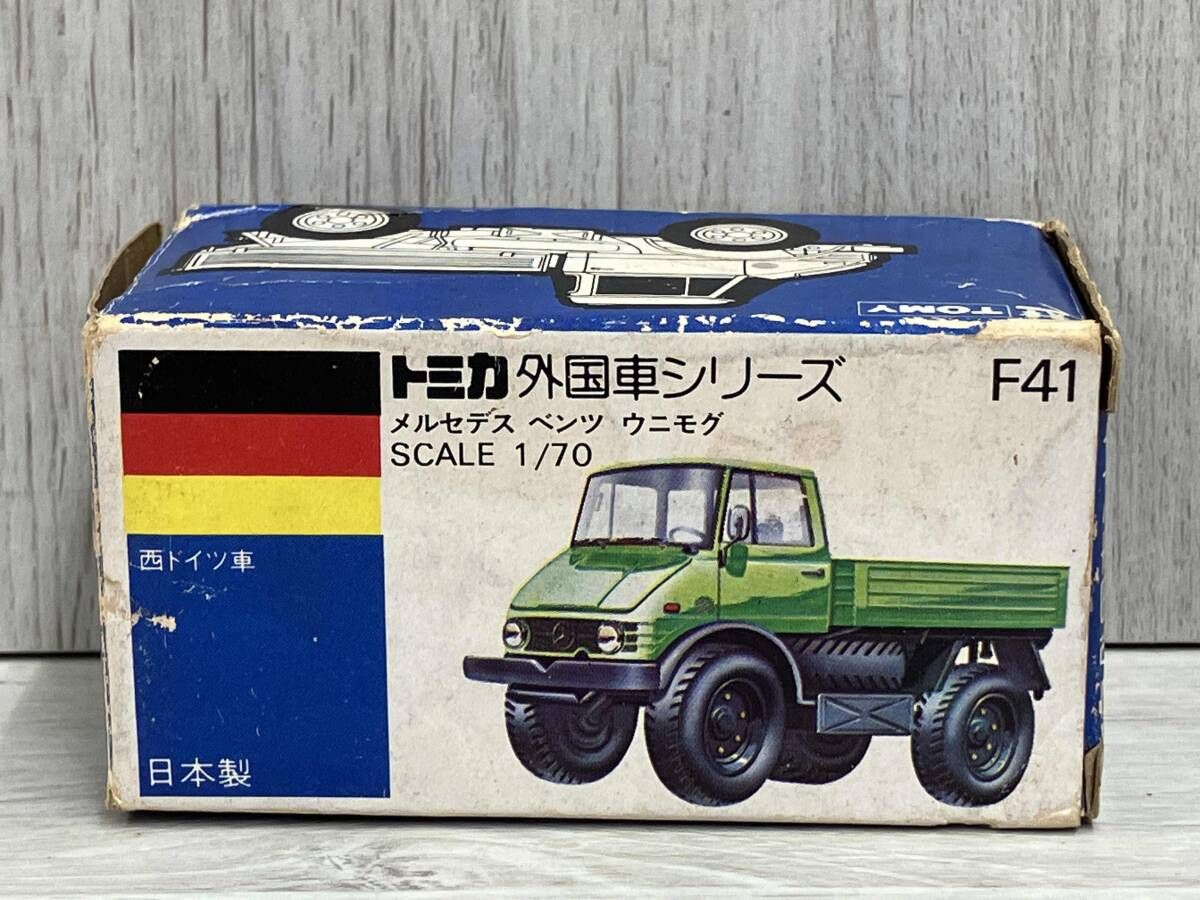 TOMY
トミカ外国車シリーズ F41
メルセデス ベンツ ウニモグ
SCALE 1/70
西ドイツ車
日本製